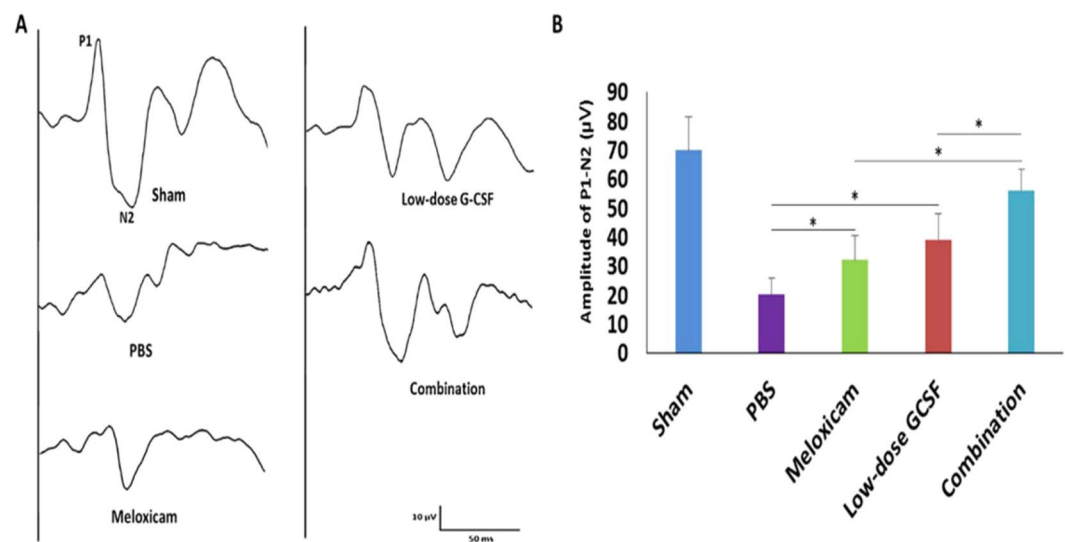 A
P1
N2
Sham
PBS
Meloxicam
Low-dose G-CSF
Combination
10 µV
50 ms
B
Amplitude of P1-N2 (µV)
90
80
70
60
50
40
30
20
10
0
*
*
*
*
Sham
PBS
Meloxicam
Low-dose GCSF
Combination